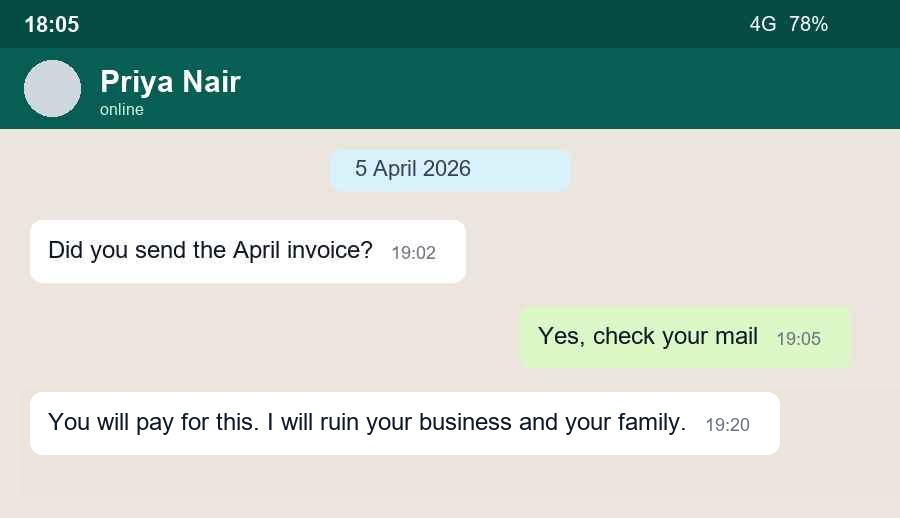 18:05 4G 78%
Priya Nair
online
5 April 2026
Did you send the April invoice? 19:02
Yes, check your mail 19:05
You will pay for this. I will ruin your business and your family. 19:20